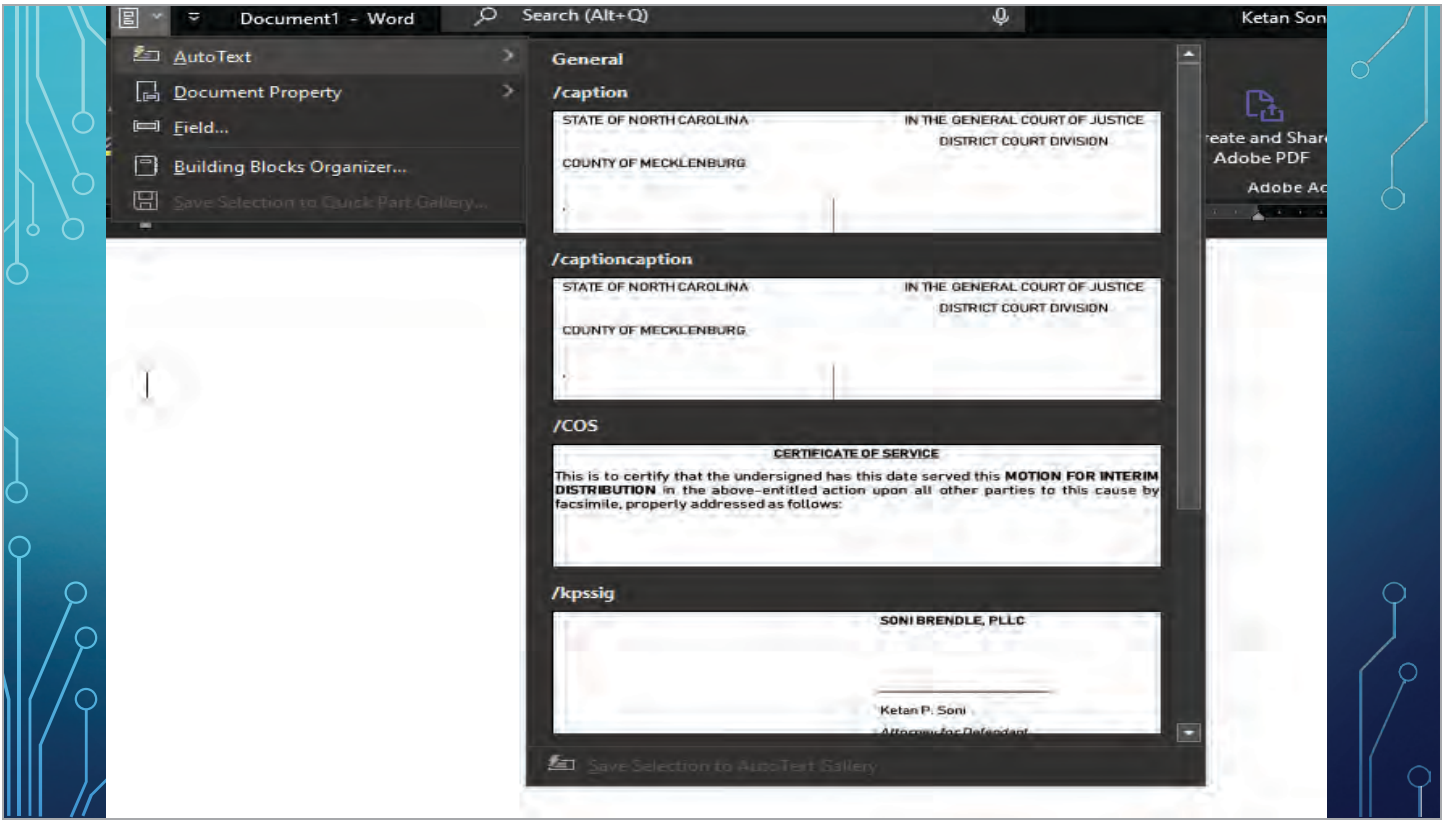 Document1 - Word
Search (Alt+Q)
Ketan Son
AutoText
Document Property
Field...
Building Blocks Organizer...
Save Selection to Quick Part Gallery...
General
/caption
STATE OF NORTH CAROLINA IN THE GENERAL COURT OF JUSTICE
DISTRICT COURT DIVISION
COUNTY OF MECKLENBURG
/captioncaption
STATE OF NORTH CAROLINA IN THE GENERAL COURT OF JUSTICE
DISTRICT COURT DIVISION
COUNTY OF MECKLENBURG
/COS
CERTIFICATE OF SERVICE
This is to certify that the undersigned has this date served this MOTION FOR INTERIM
DISTRIBUTION in the above-entitled action upon all other parties to this cause by
facsimile, properly addressed as follows:
/kpssig
SONI BRENDLE, PLLC
Ketan P. Soni
Attorney for Defendant
Save Selection to AutoText Gallery
reate and Share
Adobe PDF
Adobe Ac